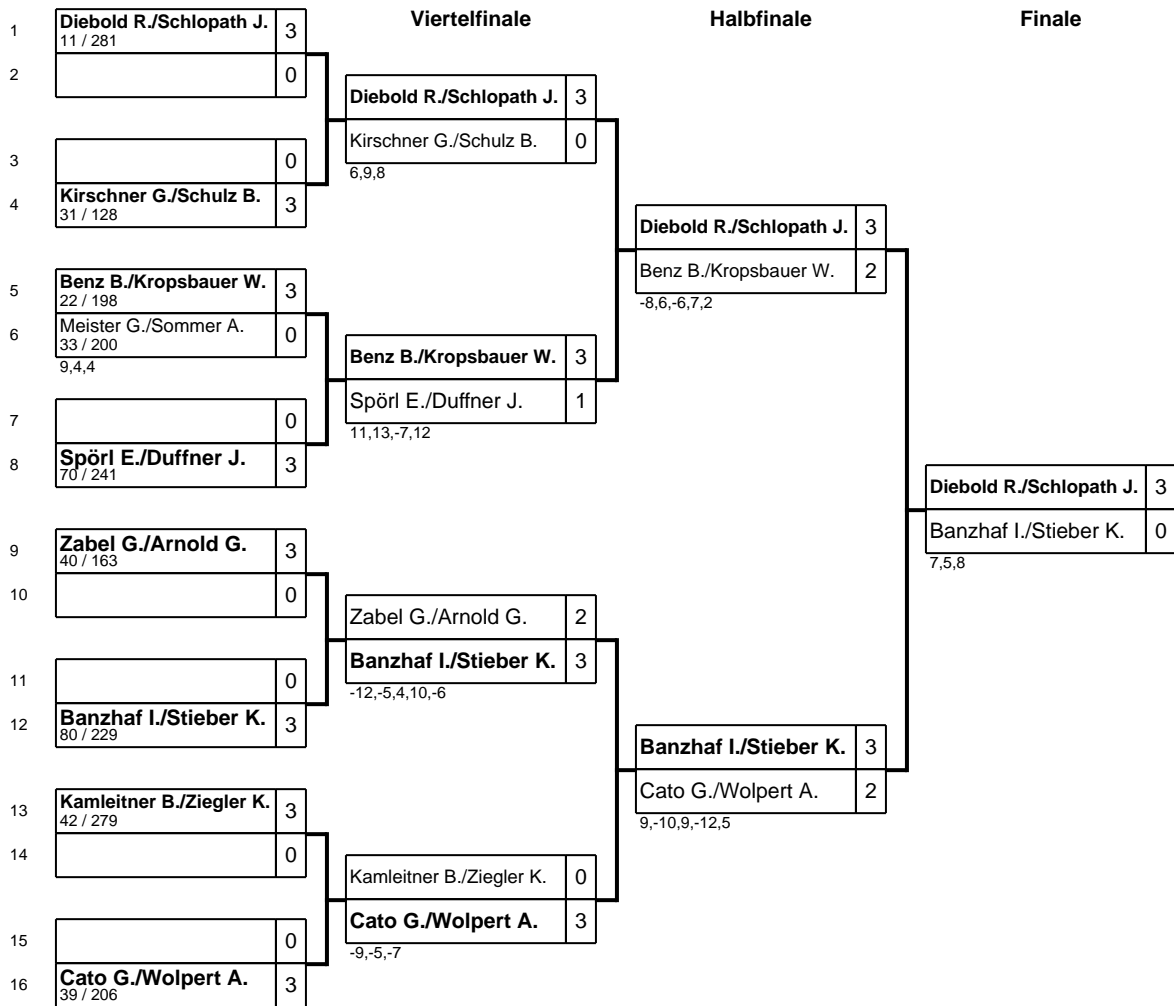 Viertelfinale
Halbfinale
Finale
1
Diebold R./Schlopath J.
11 / 281
3
2
0
3
0
4
Kirschner G./Schulz B.
31 / 128
3
5
Benz B./Kropsbauer W.
22 / 198
3
6
Meister G./Sommer A.
33 / 200
0
9,4,4
7
0
8
Spörl E./Duffner J.
70 / 241
3
9
Zabel G./Arnold G.
40 / 163
3
10
0
11
0
12
Banzhaf I./Stieber K.
80 / 229
3
13
Kamleitner B./Ziegler K.
42 / 279
3
14
0
15
0
16
Cato G./Wolpert A.
39 / 206
3
Diebold R./Schlopath J. 3
Kirschner G./Schulz B. 0
6,9,8
Benz B./Kropsbauer W. 3
Spörl E./Duffner J. 1
11,13,-7,12
Zabel G./Arnold G. 2
Banzhaf I./Stieber K. 3
-12,-5,4,10,-6
Kamleitner B./Ziegler K. 0
Cato G./Wolpert A. 3
-9,-5,-7
Diebold R./Schlopath J. 3
Benz B./Kropsbauer W. 2
-8,6,-6,7,2
Banzhaf I./Stieber K. 3
Cato G./Wolpert A. 2
9,-10,9,-12,5
Diebold R./Schlopath J. 3
Banzhaf I./Stieber K. 0
7,5,8